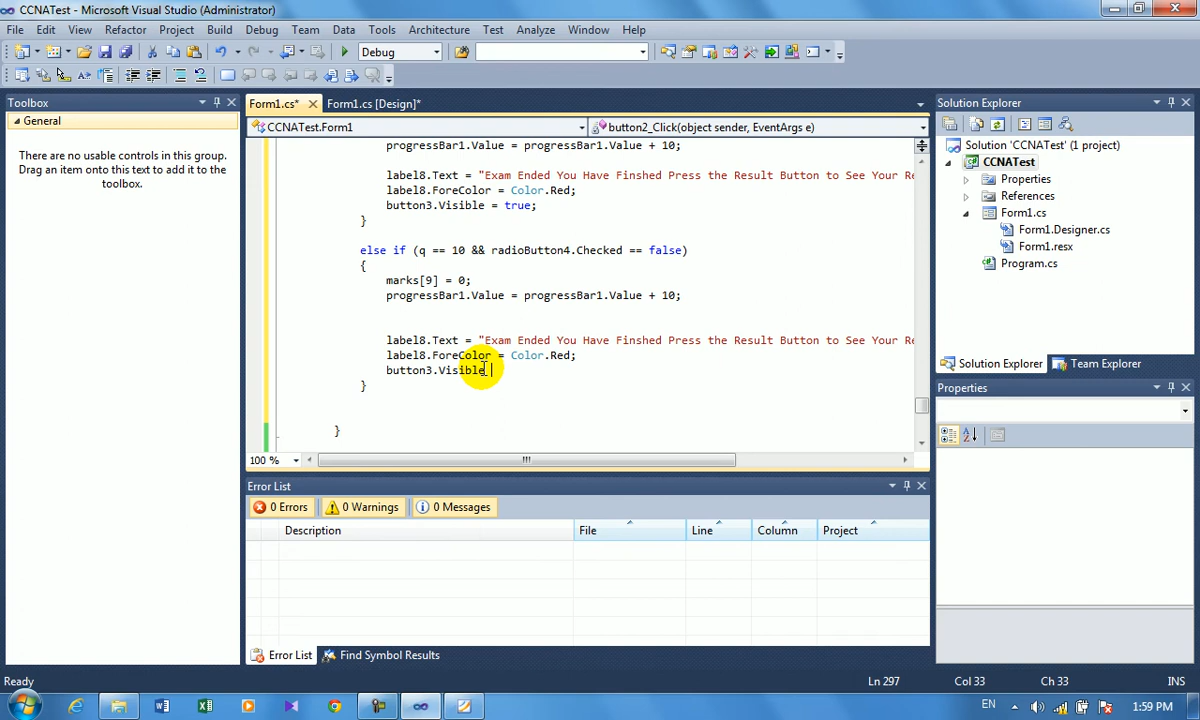 CCNATest - Microsoft Visual Studio (Administrator)
File Edit View Refactor Project Build Debug Team Data Tools Architecture Test Analyze Window Help
Debug
Toolbox
General
There are no usable controls in this group.
Drag an item onto this text to add it to the
toolbox.
Form1.cs* Form1.cs [Design]*
CCNATest.Form1 button2_Click(object sender, EventArgs e)
progressBar1.Value = progressBar1.Value + 10;
label8.Text = "Exam Ended You Have Finshed Press the Result Button to See Your Re
label8.ForeColor = Color.Red;
button3.Visible = true;
}
else if (q == 10 && radioButton4.Checked == false)
{
marks[9] = 0;
progressBar1.Value = progressBar1.Value + 10;
label8.Text = "Exam Ended You Have Finshed Press the Result Button to See Your Re
label8.ForeColor = Color.Red;
button3.Visible
}
}
100 %
Error List
0 Errors 0 Warnings 0 Messages
Description File Line Column Project
Error List Find Symbol Results
Solution Explorer
Solution 'CCNATest' (1 project)
CCNATest
Properties
References
Form1.cs
Form1.Designer.cs
Form1.resx
Program.cs
Solution Explorer Team Explorer
Properties
Ready Ln 297 Col 33 Ch 33 INS
EN 1:59 PM